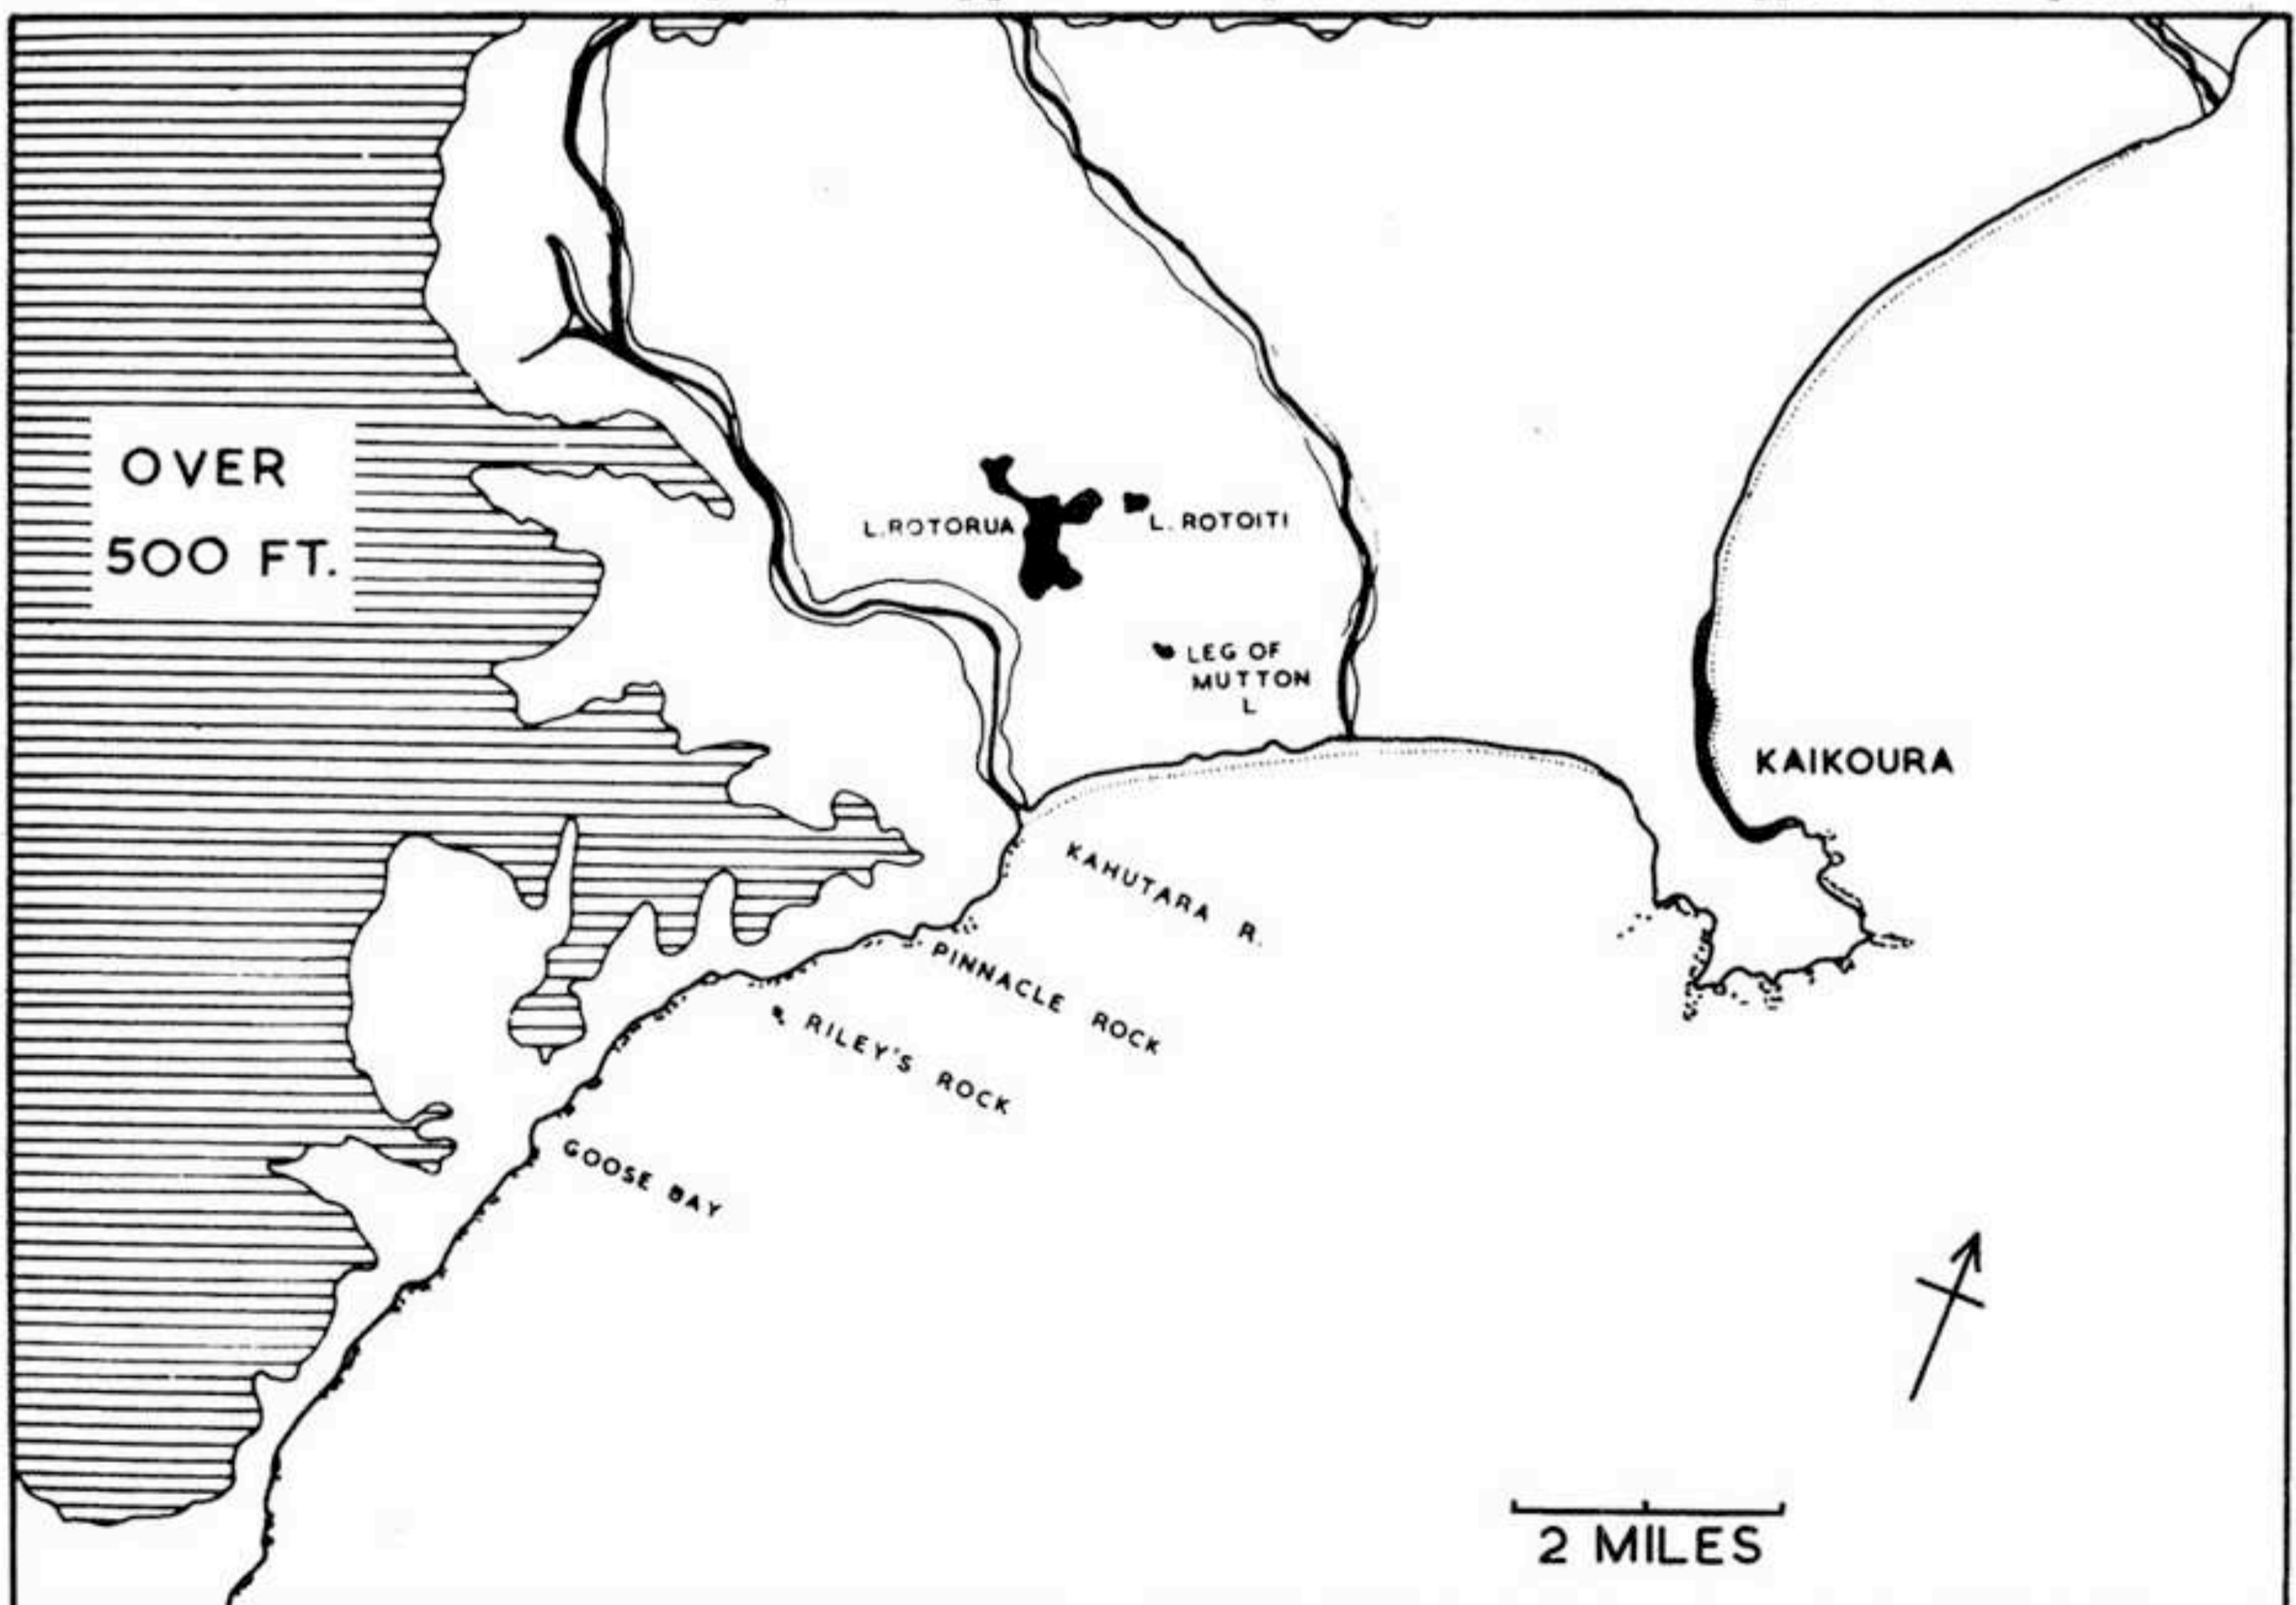 OVER
500 FT.
L.ROTORUA
L. ROTOITI
LEG OF
MUTTON
L
KAIKOURA
KAHUTARA R.
PINNACLE ROCK
RILEY'S ROCK
GOOSE BAY
2 MILES